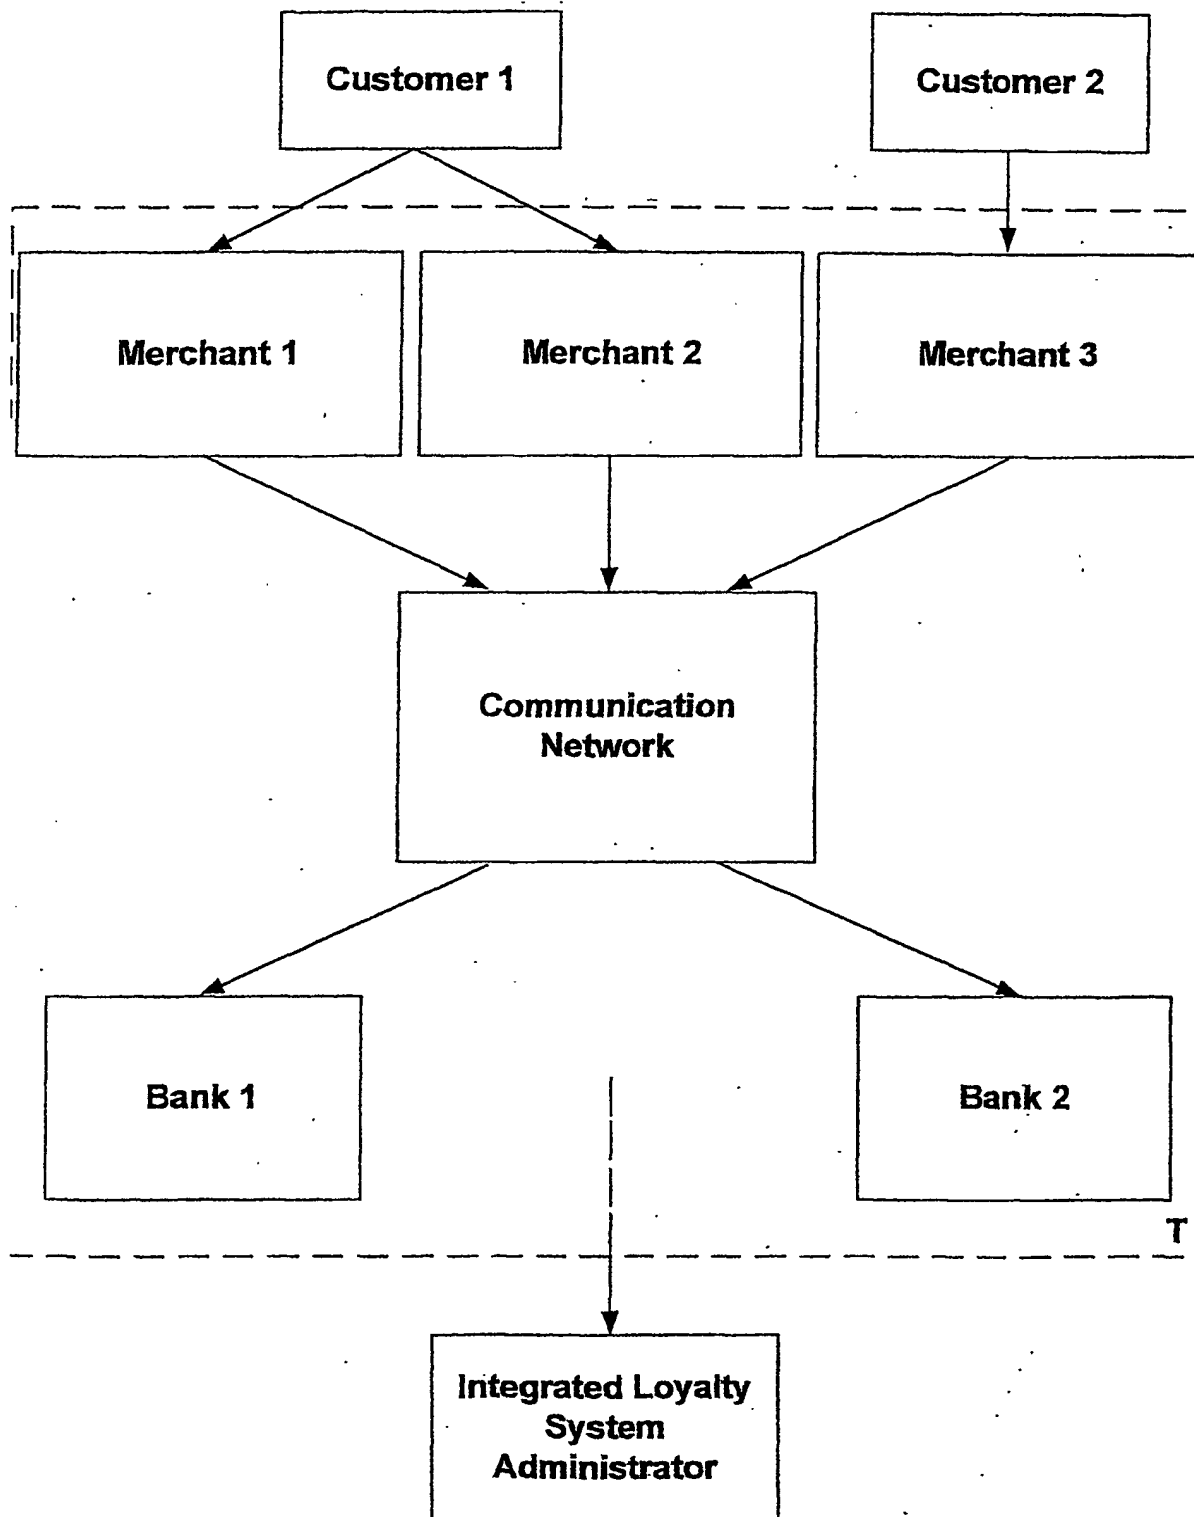 Customer 1
Customer 2
Merchant 1
Merchant 2
Merchant 3
Communication
Network
Bank 1
Bank 2
T
Integrated Loyalty
System
Administrator